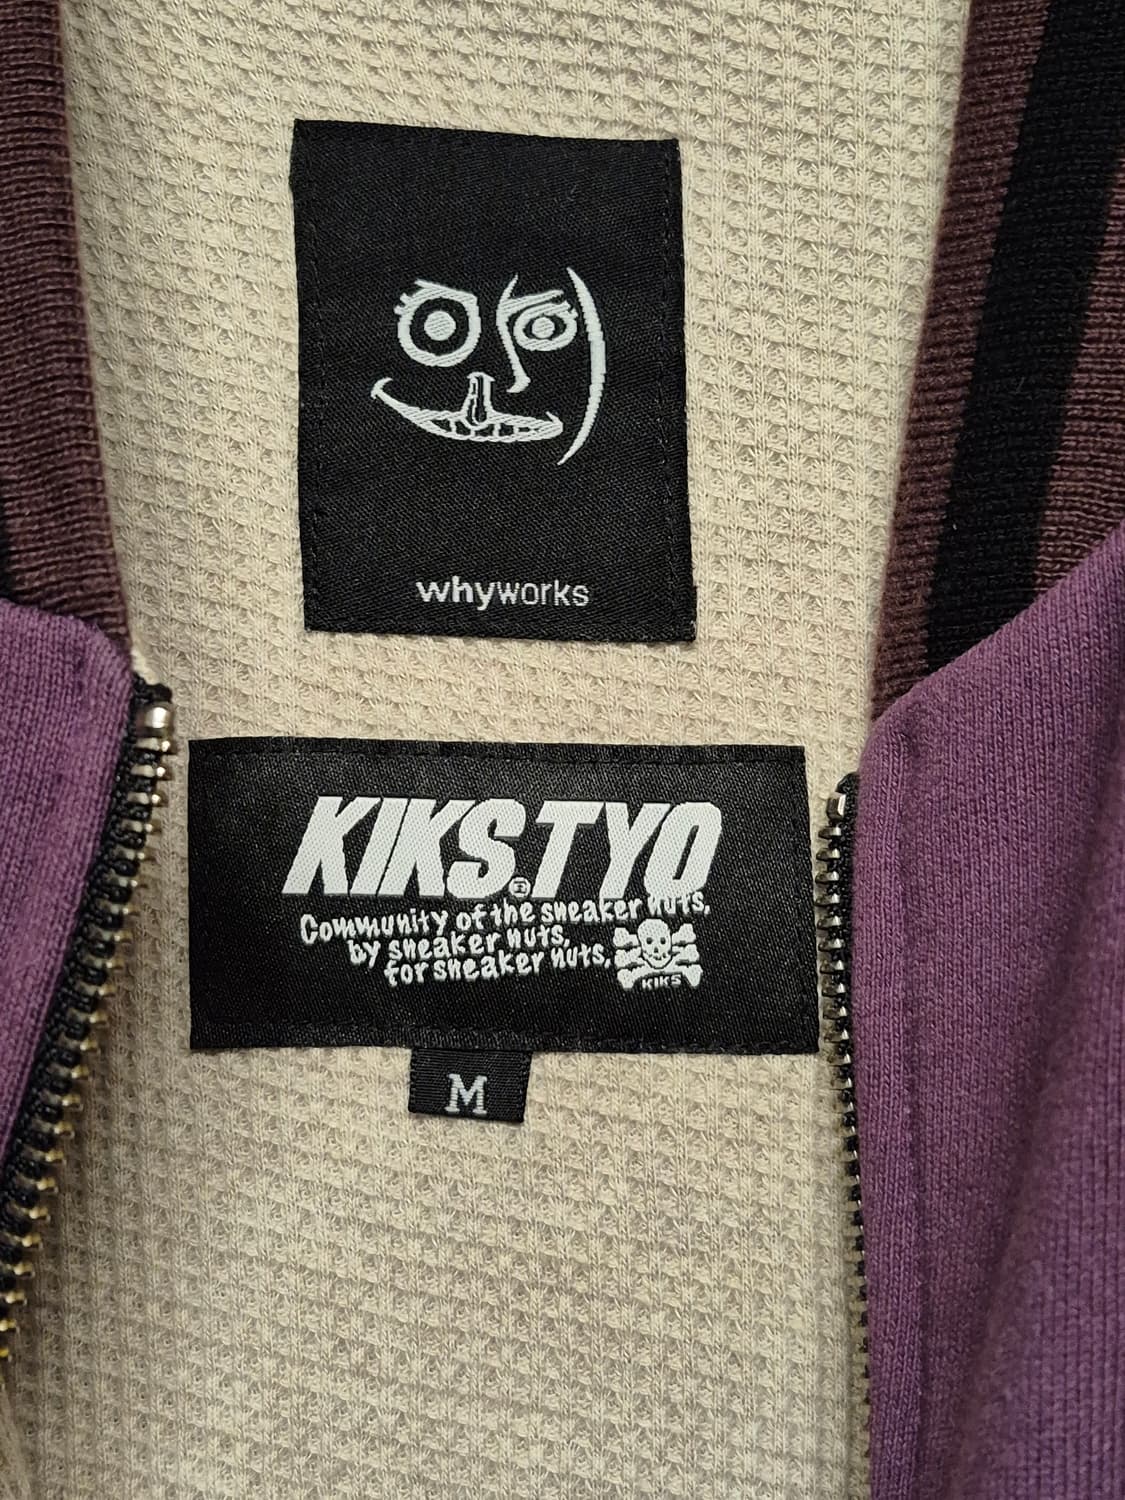 whyworks
KIKS.TYO
Community of the sneaker nuts,
by sneaker nuts,
for sneaker nuts.
KIKS
M